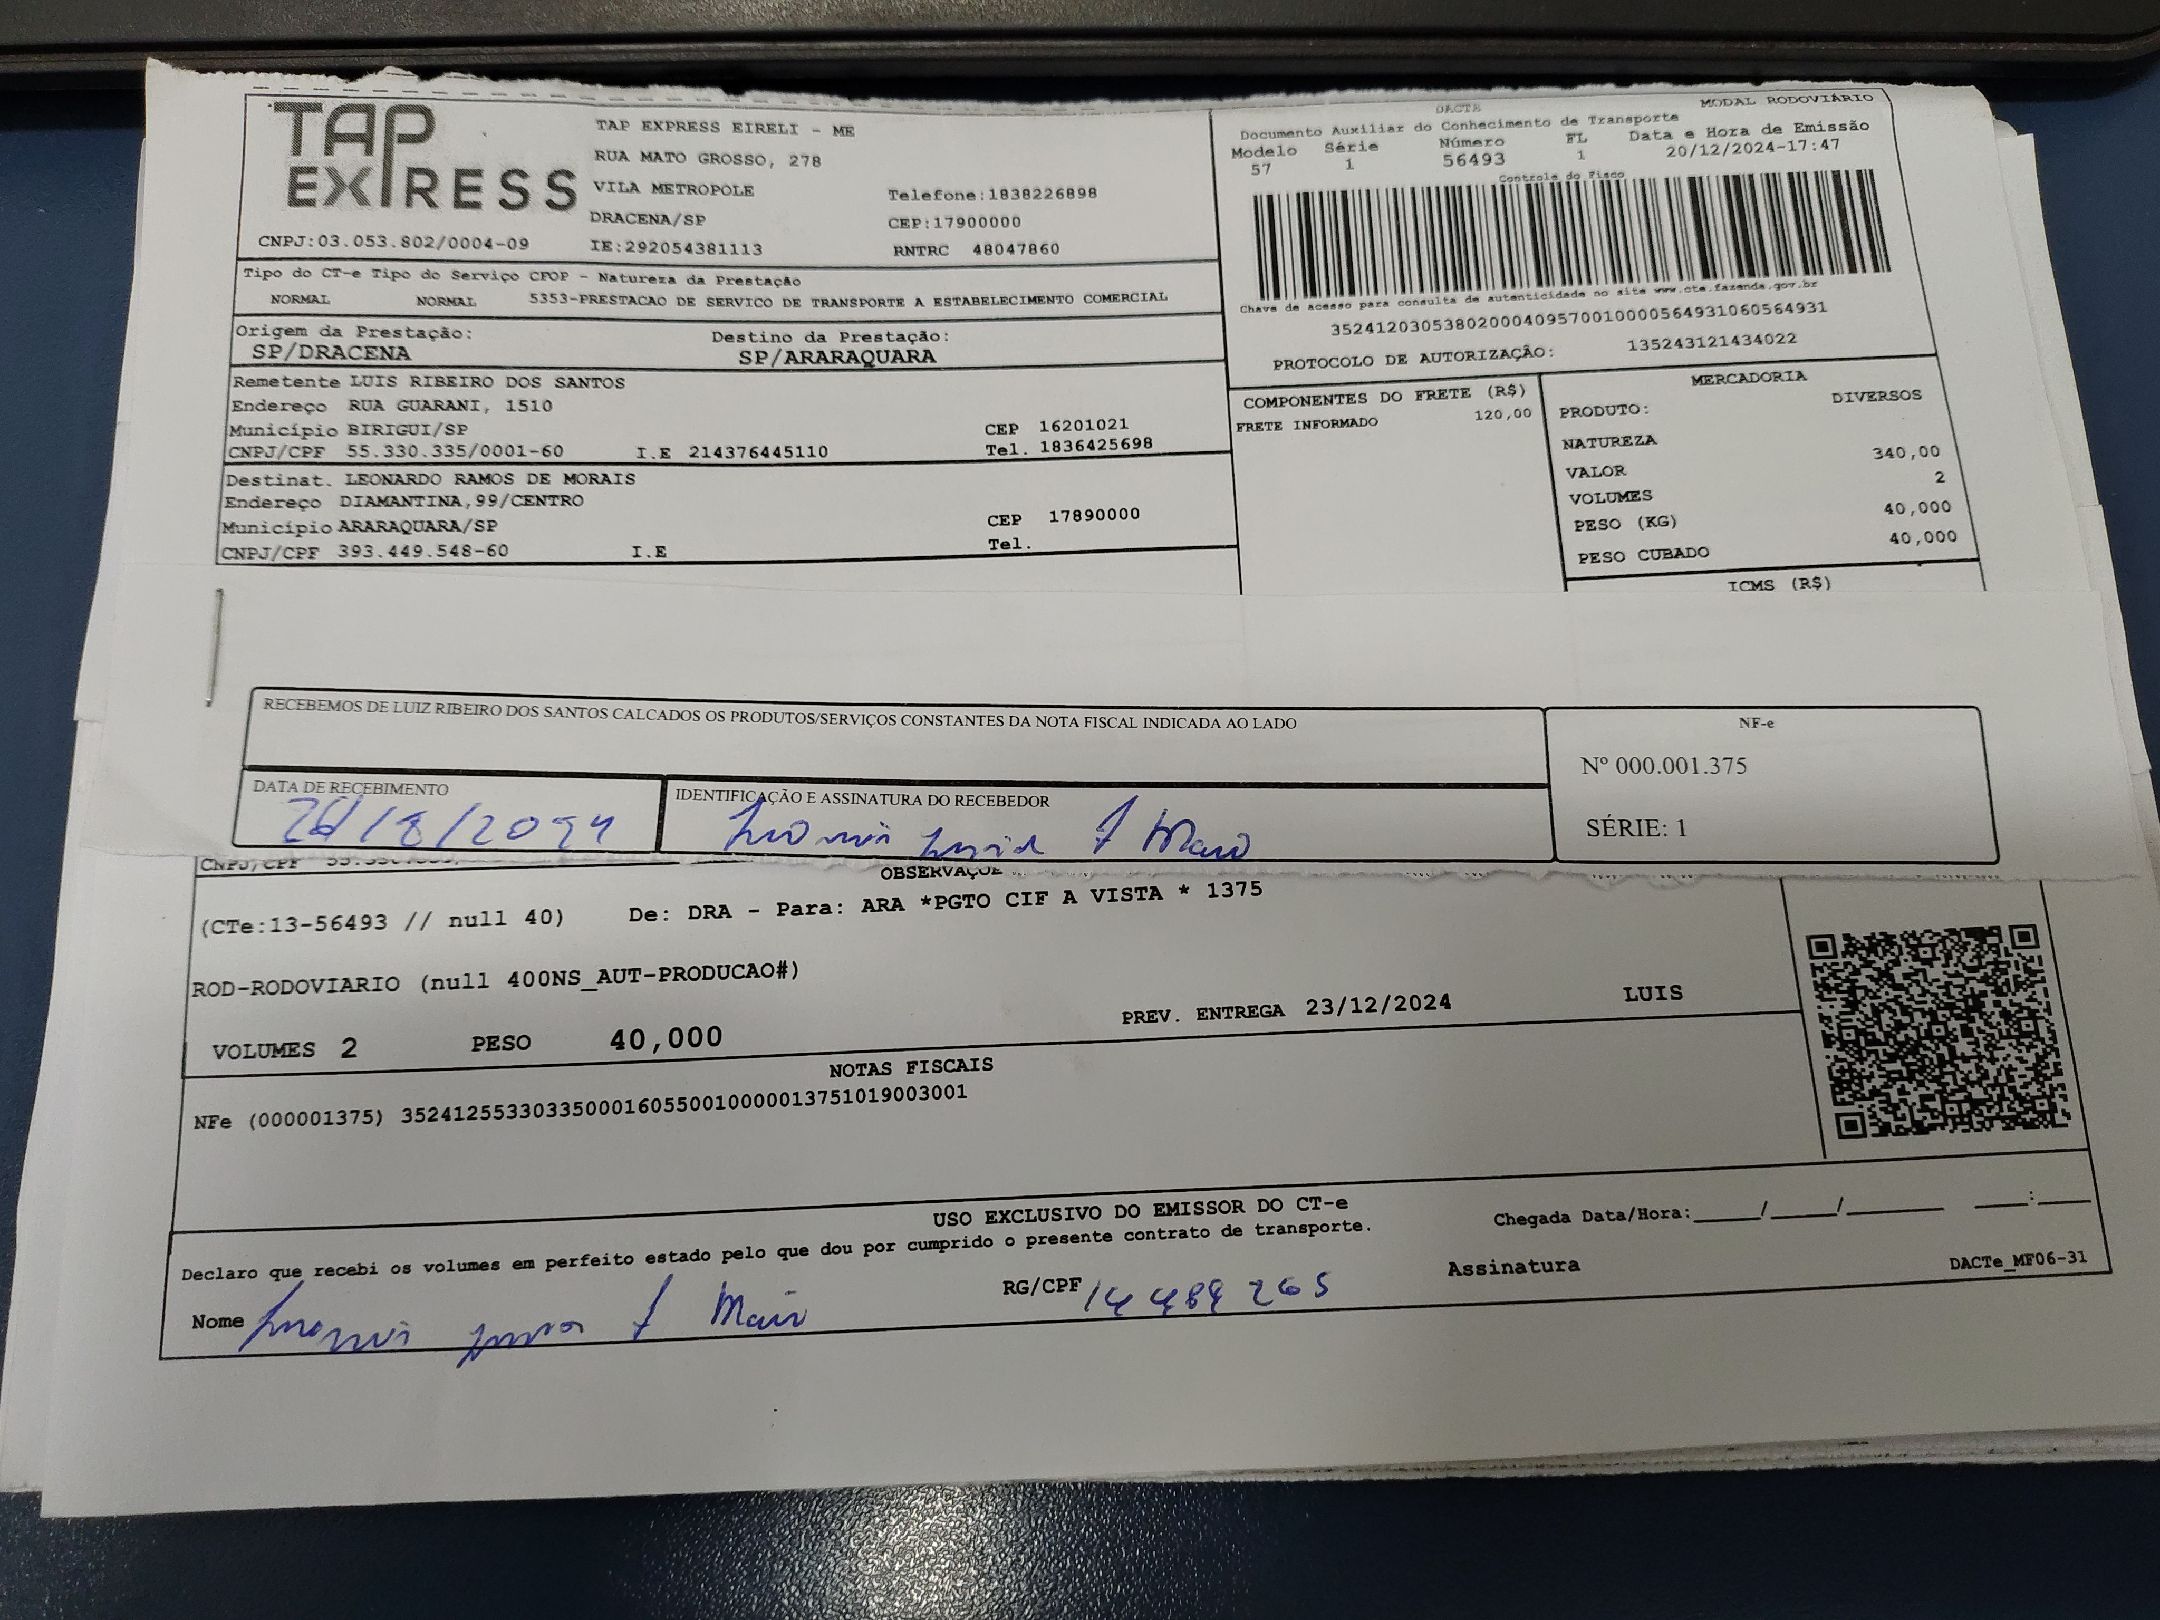 TAP EXPRESS
TAP EXPRESS EIRELI - ME
RUA MATO GROSSO, 278
VILA METROPOLE Telefone:1838226898
DRACENA/SP CEP:17900000
CNPJ:03.053.802/0004-09 IE:292054381113 RNTRC 48047860
DACTE MODAL RODOVIÁRIO
Documento Auxiliar do Conhecimento de Transporte
Modelo Série Número FL Data e Hora de Emissão
57 1 56493 1 20/12/2024-17:47
Controle do Fisco
Chave de acesso para consulta de autenticidade no site www.cte.fazenda.gov.br
35241203053802000409570010000564931060564931
PROTOCOLO DE AUTORIZAÇÃO: 135243121434022
Tipo do CT-e Tipo do Serviço CFOP - Natureza da Prestação
NORMAL NORMAL 5353-PRESTACAO DE SERVICO DE TRANSPORTE A ESTABELECIMENTO COMERCIAL
Origem da Prestação: Destino da Prestação:
SP/DRACENA SP/ARARAQUARA
Remetente LUIS RIBEIRO DOS SANTOS
Endereço RUA GUARANI, 1510
Município BIRIGUI/SP CEP 16201021
CNPJ/CPF 55.330.335/0001-60 I.E 214376445110 Tel. 1836425698
Destinat. LEONARDO RAMOS DE MORAIS
Endereço DIAMANTINA,99/CENTRO
Município ARARAQUARA/SP CEP 17890000
CNPJ/CPF 393.449.548-60 I.E Tel.
COMPONENTES DO FRETE (R$)
FRETE INFORMADO 120,00
MERCADORIA
PRODUTO: DIVERSOS
NATUREZA
VALOR 340,00
VOLUMES 2
PESO (KG) 40,000
PESO CUBADO 40,000
ICMS (R$)
RECEBEMOS DE LUIZ RIBEIRO DOS SANTOS CALCADOS OS PRODUTOS/SERVIÇOS CONSTANTES DA NOTA FISCAL INDICADA AO LADO
NF-e
Nº 000.001.375
SÉRIE: 1
DATA DE RECEBIMENTO
IDENTIFICAÇÃO E ASSINATURA DO RECEBEDOR
CNPJ/CPF
(CTe:13-56493 // null 40) De: DRA - Para: ARA *PGTO CIF A VISTA * 1375
ROD-RODOVIARIO (null 400NS_AUT-PRODUCAO#)
VOLUMES 2 PESO 40,000 PREV. ENTREGA 23/12/2024 LUIS
NOTAS FISCAIS
NFe (000001375) 35241255330335000160550010000013751019003001
USO EXCLUSIVO DO EMISSOR DO CT-e
Declaro que recebi os volumes em perfeito estado pelo que dou por cumprido o presente contrato de transporte.
Chegada Data/Hora:_____/_____/_______ ____:____
Nome RG/CPF Assinatura
DACTe_MF06-31